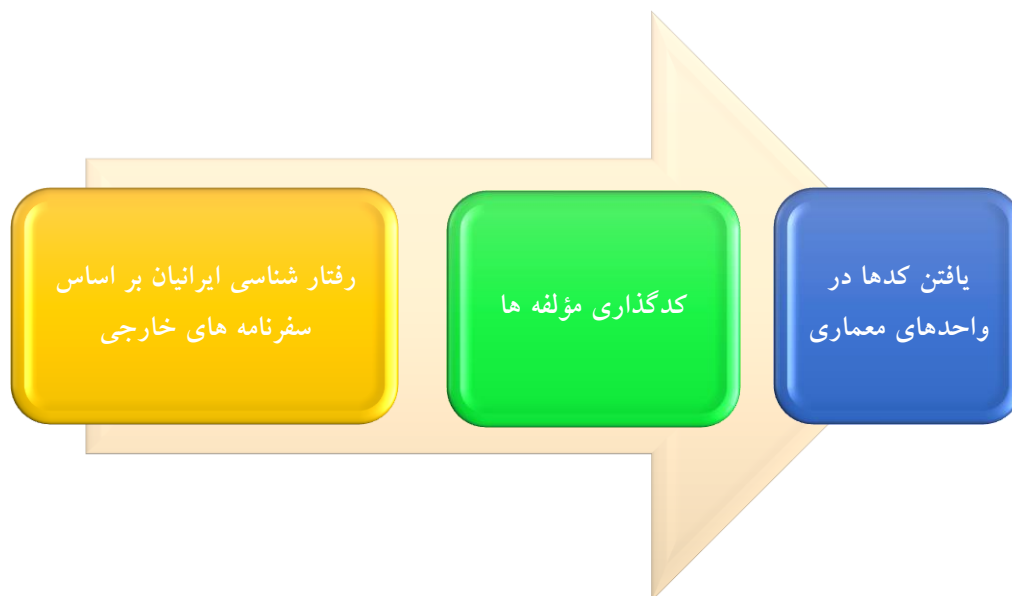 رفتار شناسی ایرانیان بر اساس
سفرنامه های خارجی
کدگذاری مؤلفه ها
یافتن کدها در
واحدهای معماری